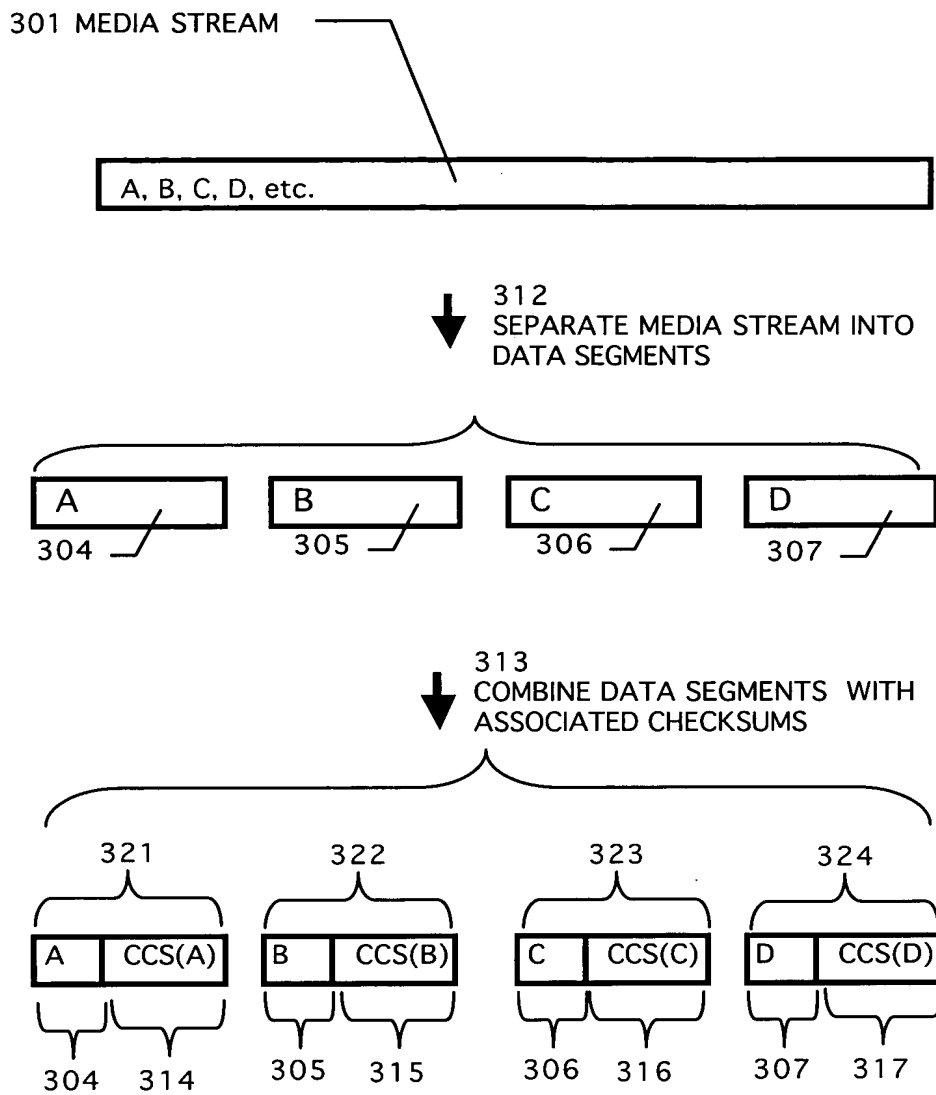 301 MEDIA STREAM
A, B, C, D, etc.
312
SEPARATE MEDIA STREAM INTO
DATA SEGMENTS
A B C D
304 305 306 307
313
COMBINE DATA SEGMENTS WITH
ASSOCIATED CHECKSUMS
321 322 323 324
A CCS(A) B CCS(B) C CCS(C) D CCS(D)
304 314 305 315 306 316 307 317